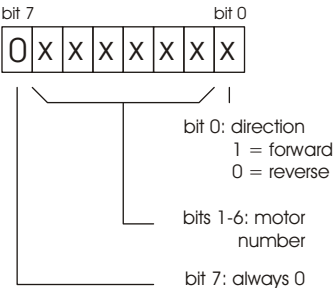 bit 7 bit 0
0 x x x x x x x
bit 0: direction
1 = forward
0 = reverse
bits 1-6: motor
number
bit 7: always 0